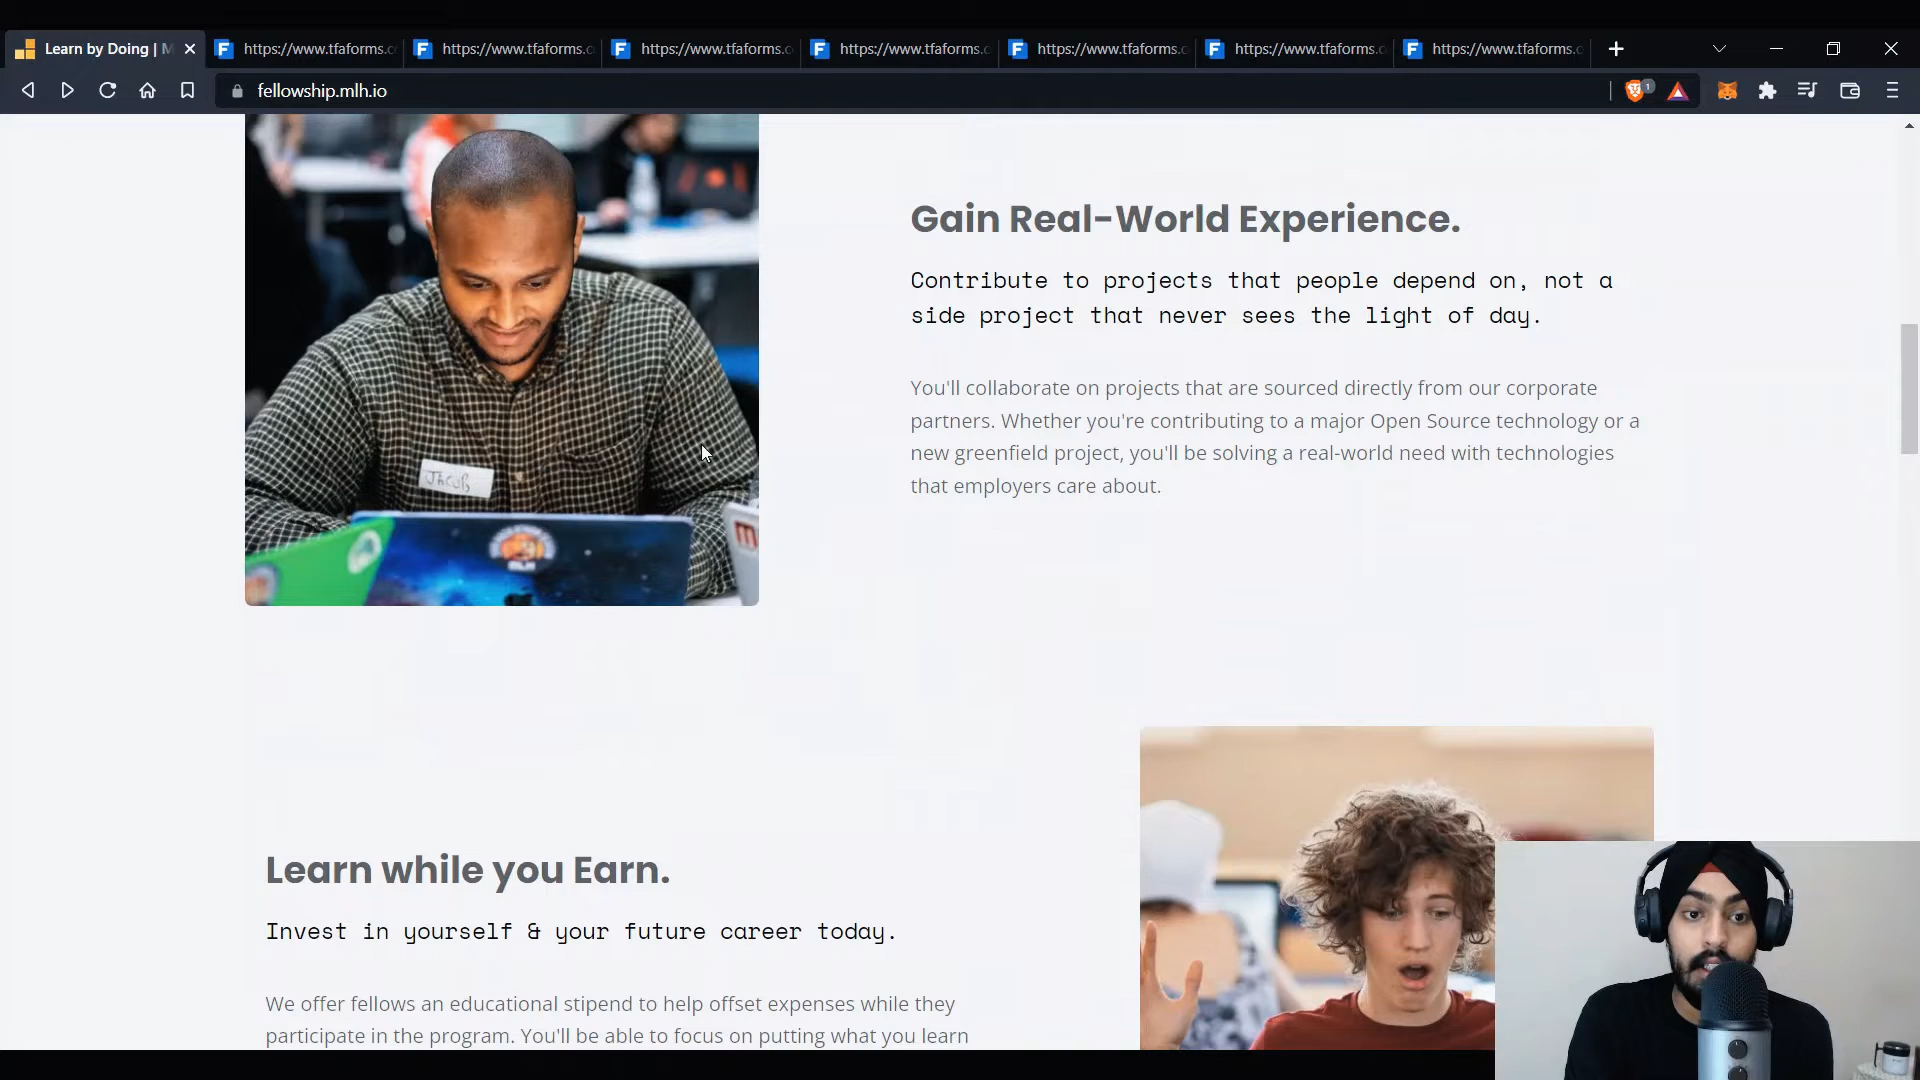 Learn by Doing | M
https://www.tfaforms.c
https://www.tfaforms.c
https://www.tfaforms.c
https://www.tfaforms.c
https://www.tfaforms.c
https://www.tfaforms.c
https://www.tfaforms.c
fellowship.mlh.io
1
Gain Real-World Experience.
Contribute to projects that people depend on, not a
side project that never sees the light of day.
You'll collaborate on projects that are sourced directly from our corporate
partners. Whether you're contributing to a major Open Source technology or a
new greenfield project, you'll be solving a real-world need with technologies
that employers care about.
JACOB
MLH
Learn while you Earn.
Invest in yourself & your future career today.
We offer fellows an educational stipend to help offset expenses while they
participate in the program. You'll be able to focus on putting what you learn